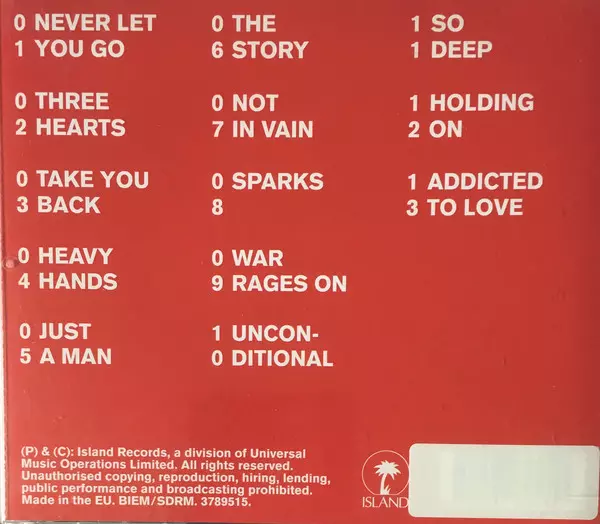 0 NEVER LET
1 YOU GO
0 THREE
2 HEARTS
0 TAKE YOU
3 BACK
0 HEAVY
4 HANDS
0 JUST
5 A MAN
0 THE
6 STORY
0 NOT
7 IN VAIN
0 SPARKS
8
0 WAR
9 RAGES ON
1 UNCON-
0 DITIONAL
1 SO
1 DEEP
1 HOLDING
2 ON
1 ADDICTED
3 TO LOVE
(P) & (C): Island Records, a division of Universal
Music Operations Limited. All rights reserved.
Unauthorised copying, reproduction, hiring, lending,
public performance and broadcasting prohibited.
Made in the EU. BIEM/SDRM. 3789515.
ISLAND